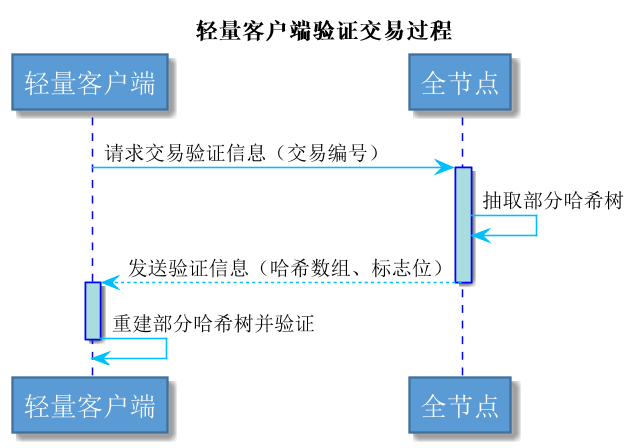 轻量客户端验证交易过程
轻量客户端
全节点
请求交易验证信息（交易编号）
抽取部分哈希树
发送验证信息（哈希数组、标志位）
重建部分哈希树并验证
轻量客户端
全节点